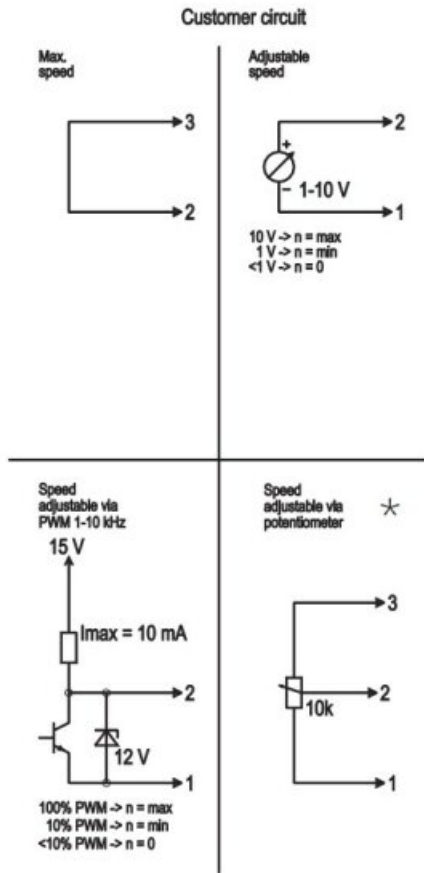 Customer circuit
Max.
speed
3
2
Adjustable
speed
2
+
- 1-10 V
1
10 V -> n = max
1 V -> n = min
<1 V -> n = 0
Speed
adjustable via
PWM 1-10 kHz
15 V
Imax = 10 mA
2
12 V
1
100% PWM -> n = max
10% PWM -> n = min
<10% PWM -> n = 0
Speed
adjustable via *
potentiometer
3
2
10k
1